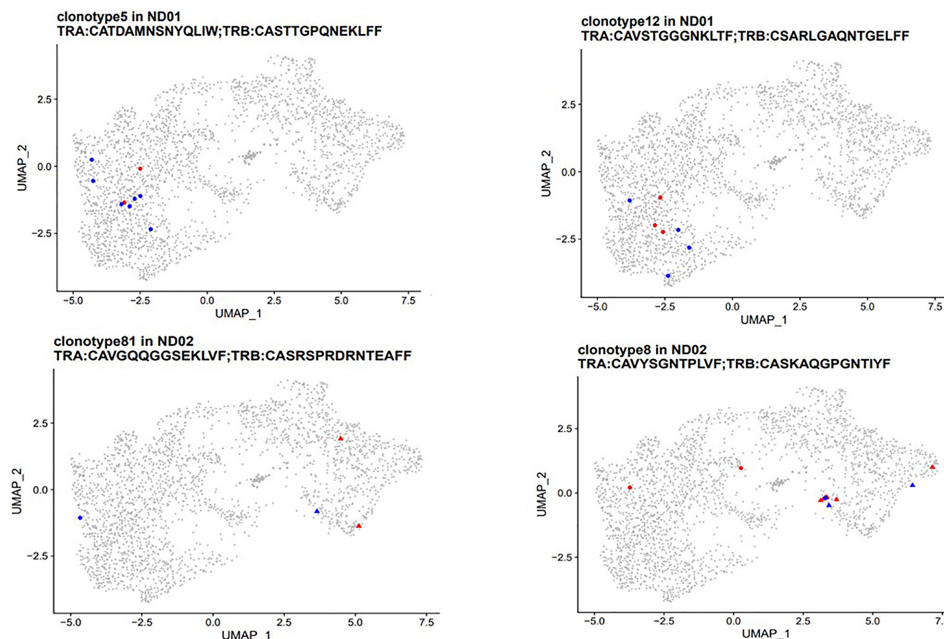 clonotype5 in ND01
TRA:CATDAMNSNYQLIW;TRB:CASTTGPQNEKLFF
2.5
0.0
−2.5
UMAP_2
−5.0 −2.5 0.0 2.5 5.0 7.5
UMAP_1
clonotype12 in ND01
TRA:CAVSTGGGNKLTF;TRB:CSARLGAQNTGELFF
2.5
0.0
−2.5
UMAP_2
−5.0 −2.5 0.0 2.5 5.0 7.5
UMAP_1
clonotype81 in ND02
TRA:CAVGQQGGSEKLVF;TRB:CASRSPRDRNTEAFF
2.5
0.0
−2.5
UMAP_2
−5.0 −2.5 0.0 2.5 5.0 7.5
UMAP_1
clonotype8 in ND02
TRA:CAVYSGNTPLVF;TRB:CASKAQGPGNTIYF
2.5
0.0
−2.5
UMAP_2
−5.0 −2.5 0.0 2.5 5.0 7.5
UMAP_1